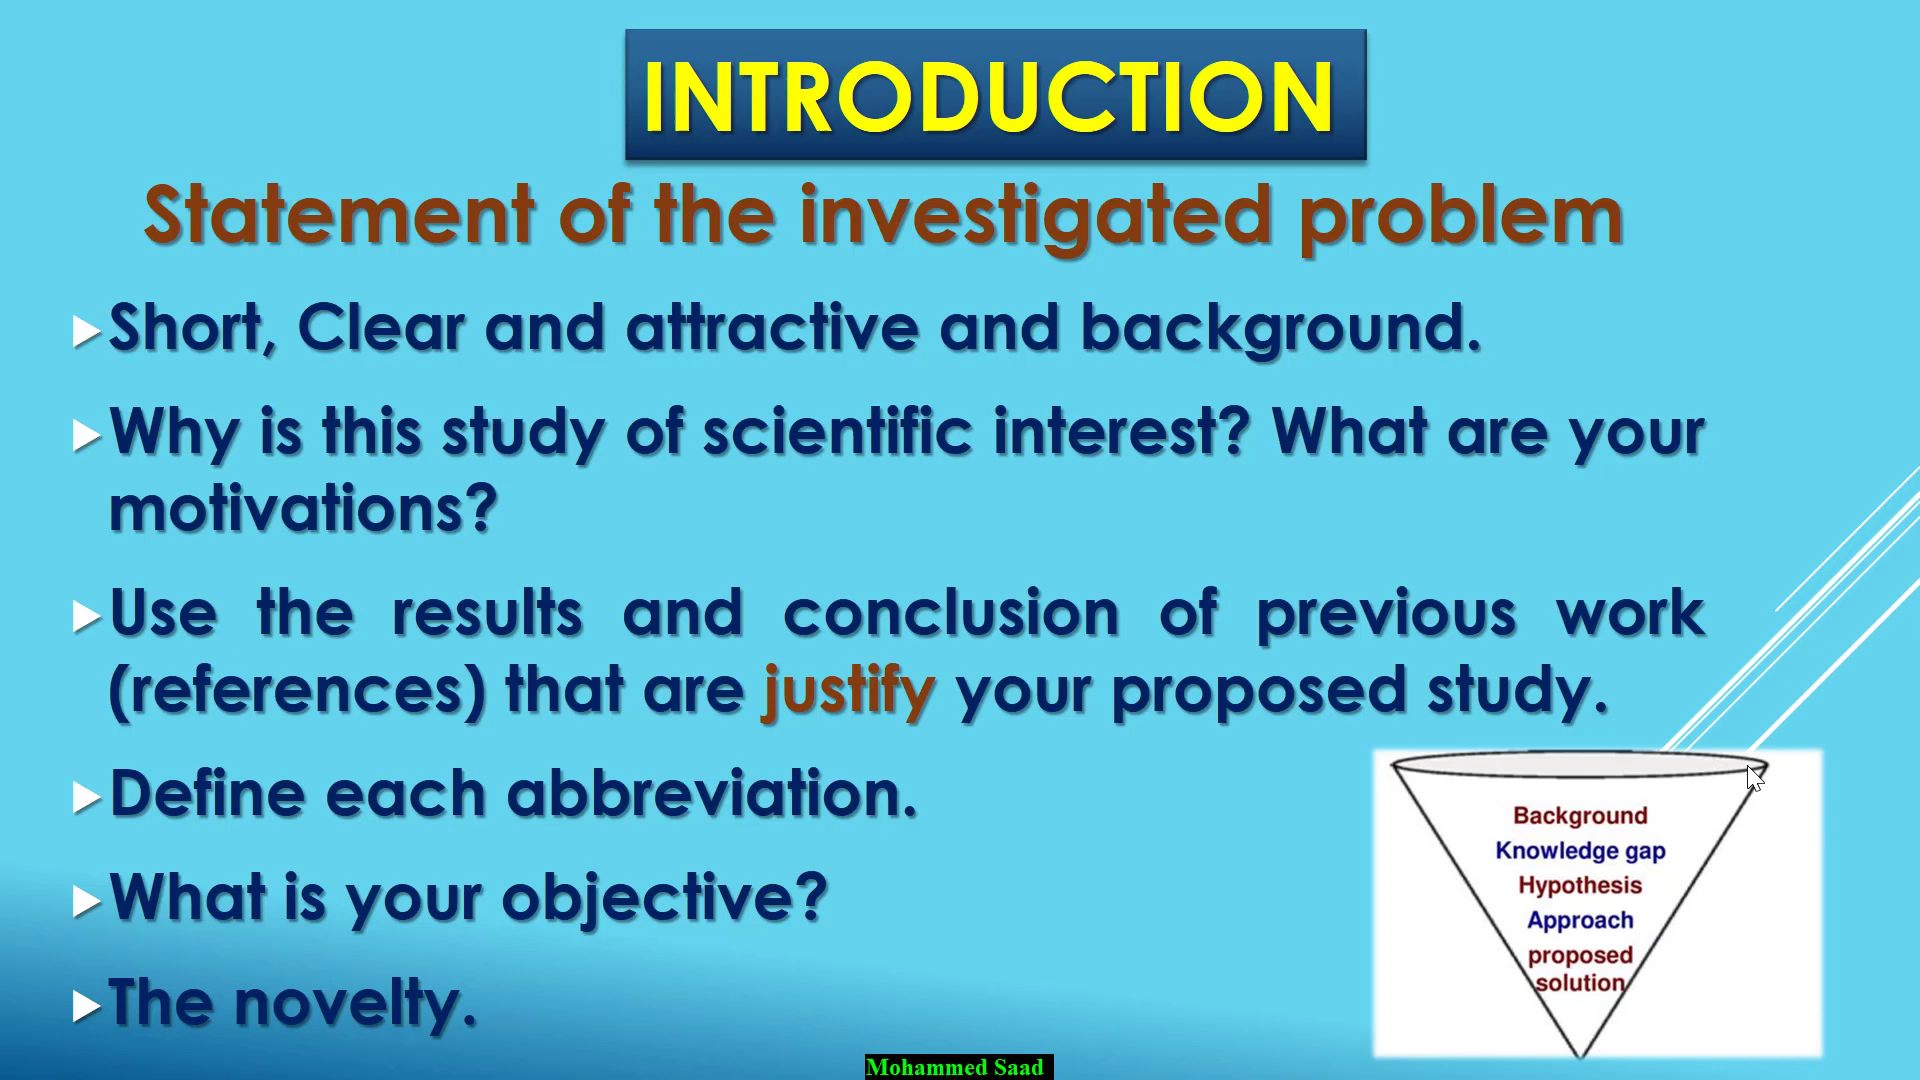 INTRODUCTION
Statement of the investigated problem
Short, Clear and attractive and background.
Why is this study of scientific interest? What are your
motivations?
Use the results and conclusion of previous work
(references) that are justify your proposed study.
Define each abbreviation.
What is your objective?
The novelty.
Background
Knowledge gap
Hypothesis
Approach
proposed
solution
Mohammed Saad